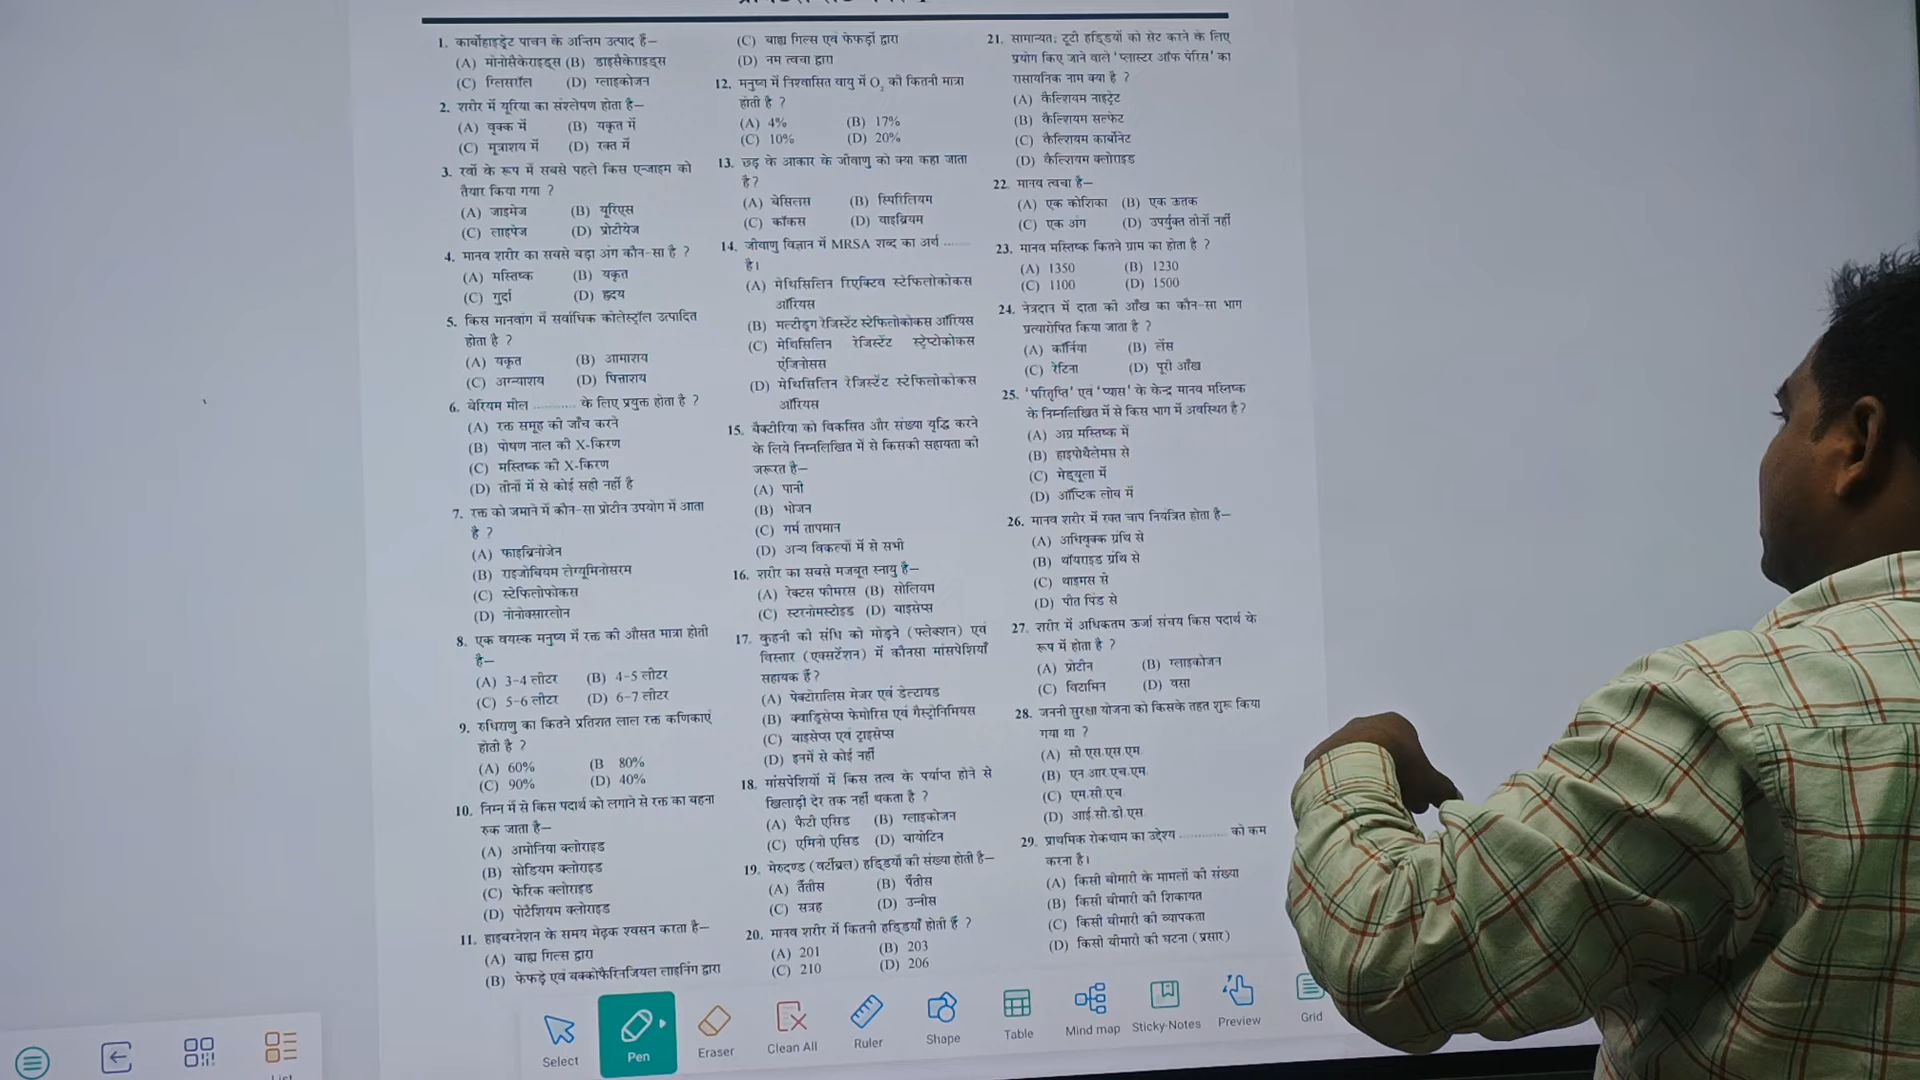 1. कार्बोहाइड्रेट पाचन के अन्तिम उत्पाद हैं—
(A) मोनोसैकेराइड्स (B) डाइसैकेराइड्स
(C) ग्लिसरॉल (D) ग्लाइकोजन
2. शरीर में यूरिया का संश्लेषण होता है—
(A) वृक्क में (B) यकृत में
(C) मूत्राशय में (D) रक्त में
3. रवों के रूप में सबसे पहले किस एन्जाइम को
तैयार किया गया ?
(A) जाइमेज (B) यूरिएस
(C) लाइपेज (D) प्रोटीयेज
4. मानव शरीर का सबसे बड़ा अंग कौन-सा है ?
(A) मस्तिष्क (B) यकृत
(C) गुर्दा (D) हृदय
5. किस मानवांग में सर्वाधिक कोलेस्ट्रॉल उत्पादित
होता है ?
(A) यकृत (B) आमाशय
(C) अग्न्याशय (D) पित्ताशय
6. बेरियम मील ............ के लिए प्रयुक्त होता है ?
(A) रक्त समूह की जाँच करने
(B) पोषण नाल की X-किरण
(C) मस्तिष्क की X-किरण
(D) तीनों में से कोई सही नहीं है
7. रक्त को जमाने में कौन-सा प्रोटीन उपयोग में आता
है ?
(A) फाइब्रिनोजेन
(B) राइजोबियम लेग्यूमिनोसरम
(C) स्टेफिलोफोकस
(D) नोनोक्सारलोन
8. एक वयस्क मनुष्य में रक्त की औसत मात्रा होती
है—
(A) 3-4 लीटर (B) 4-5 लीटर
(C) 5-6 लीटर (D) 6-7 लीटर
9. रुधिराणु का कितने प्रतिशत लाल रक्त कणिकाएं
होती है ?
(A) 60% (B 80%
(C) 90% (D) 40%
10. निम्न में से किस पदार्थ को लगाने से रक्त का बहना
रुक जाता है—
(A) अमोनिया क्लोराइड
(B) सोडियम क्लोराइड
(C) फेरिक क्लोराइड
(D) पोटैशियम क्लोराइड
11. हाइबरनेशन के समय मेढ़क श्वसन करता है—
(A) बाह्य गिल्स द्वारा
(B) फेफड़े एवं बक्कोफैरिनजियल लाइनिंग द्वारा
(C) बाह्य गिल्स एवं फेफड़ों द्वारा
(D) नम त्वचा द्वारा
12. मनुष्य में निश्वासित वायु में O₂ की कितनी मात्रा
होती है ?
(A) 4% (B) 17%
(C) 10% (D) 20%
13. छड़ के आकार के जीवाणु को क्या कहा जाता
है?
(A) बेसिलस (B) स्पिरिलियम
(C) कॉकस (D) वाइब्रियम
14. जीवाणु विज्ञान में MRSA शब्द का अर्थ ........
है।
(A) मेथिसिलिन रिएक्टिव स्टेफिलोकोकस
ऑरियस
(B) मल्टीड्रग रेजिस्टेंट स्टेफिलोकोकस ऑरियस
(C) मेथिसिलिन रेजिस्टेंट स्ट्रेप्टोकोकस
एंजिनोसस
(D) मेथिसिलिन रेजिस्टेंट स्टेफिलोकोकस
ऑरियस
15. बैक्टीरिया को विकसित और संख्या वृद्धि करने
के लिये निम्नलिखित में से किसकी सहायता की
जरूरत है—
(A) पानी
(B) भोजन
(C) गर्म तापमान
(D) अन्य विकल्पों में से सभी
16. शरीर का सबसे मजबूत स्नायु है—
(A) रेक्टस फीमरस (B) सोलियम
(C) स्टरनोमस्टोइड (D) बाइसेप्स
17. कुहनी की संधि को मोड़ने (फ्लेक्शन) एवं
विस्तार (एक्सटेंशन) में कौनसा मांसपेशियाँ
सहायक हैं?
(A) पेक्टोरालिस मेजर एवं डेल्टायड
(B) क्वाड्रिसेप्स फेमोरिस एवं गैस्ट्रोनिमियस
(C) बाइसेप्स एवं ट्राइसेप्स
(D) इनमें से कोई नहीं
18. मांसपेशियों में किस तत्व के पर्याप्त होने से
खिलाड़ी देर तक नहीं थकता है ?
(A) फैटी एसिड (B) ग्लाइकोजन
(C) एमिनो एसिड (D) बायोटिन
19. मेरुदण्ड (वर्टीब्रल) हड्डियों की संख्या होती है—
(A) तैंतीस (B) पैंतीस
(C) सत्रह (D) उन्नीस
20. मानव शरीर में कितनी हड्डियाँ होती हैं ?
(A) 201 (B) 203
(C) 210 (D) 206
21. सामान्यत: टूटी हड्डियों को सेट करने के लिए
प्रयोग किए जाने वाले 'प्लास्टर ऑफ पेरिस' का
रासायनिक नाम क्या है ?
(A) कैल्शियम नाइट्रेट
(B) कैल्शियम सल्फेट
(C) कैल्शियम कार्बोनेट
(D) कैल्शियम क्लोराइड
22. मानव त्वचा है—
(A) एक कोशिका (B) एक ऊतक
(C) एक अंग (D) उपर्युक्त तीनों नहीं
23. मानव मस्तिष्क कितने ग्राम का होता है ?
(A) 1350 (B) 1230
(C) 1100 (D) 1500
24. नेत्रदान में दाता की आँख का कौन-सा भाग
प्रत्यारोपित किया जाता है ?
(A) कॉर्निया (B) लेंस
(C) रेटिना (D) पूरी आँख
25. 'परितृप्ति' एवं 'प्यास' के केन्द्र मानव मस्तिष्क
के निम्नलिखित में से किस भाग में अवस्थित है?
(A) अग्र मस्तिष्क में
(B) हाइपोथैलेमस से
(C) मेड्यूला में
(D) ऑप्टिक लोब में
26. मानव शरीर में रक्त चाप नियंत्रित होता है—
(A) अधिवृक्क ग्रंथि से
(B) थॉयराइड ग्रंथि से
(C) थाइमस से
(D) पीत पिंड से
27. शरीर में अधिकतम ऊर्जा संचय किस पदार्थ के
रूप में होता है ?
(A) प्रोटीन (B) ग्लाइकोजन
(C) विटामिन (D) वसा
28. जननी सुरक्षा योजना को किसके तहत शुरू किया
गया था ?
(A) सी.एस.एस.एम.
(B) एन.आर.एच.एम.
(C) एम.सी.एच.
(D) आई.सी.डी.एस.
29. प्राथमिक रोकथाम का उद्देश्य ............. को कम
करना है।
(A) किसी बीमारी के मामलों की संख्या
(B) किसी बीमारी की शिकायत
(C) किसी बीमारी की व्यापकता
(D) किसी बीमारी की घटना (प्रसार)
Select Pen Eraser Clean All Ruler Shape Table Mind map Sticky Notes Preview Grid